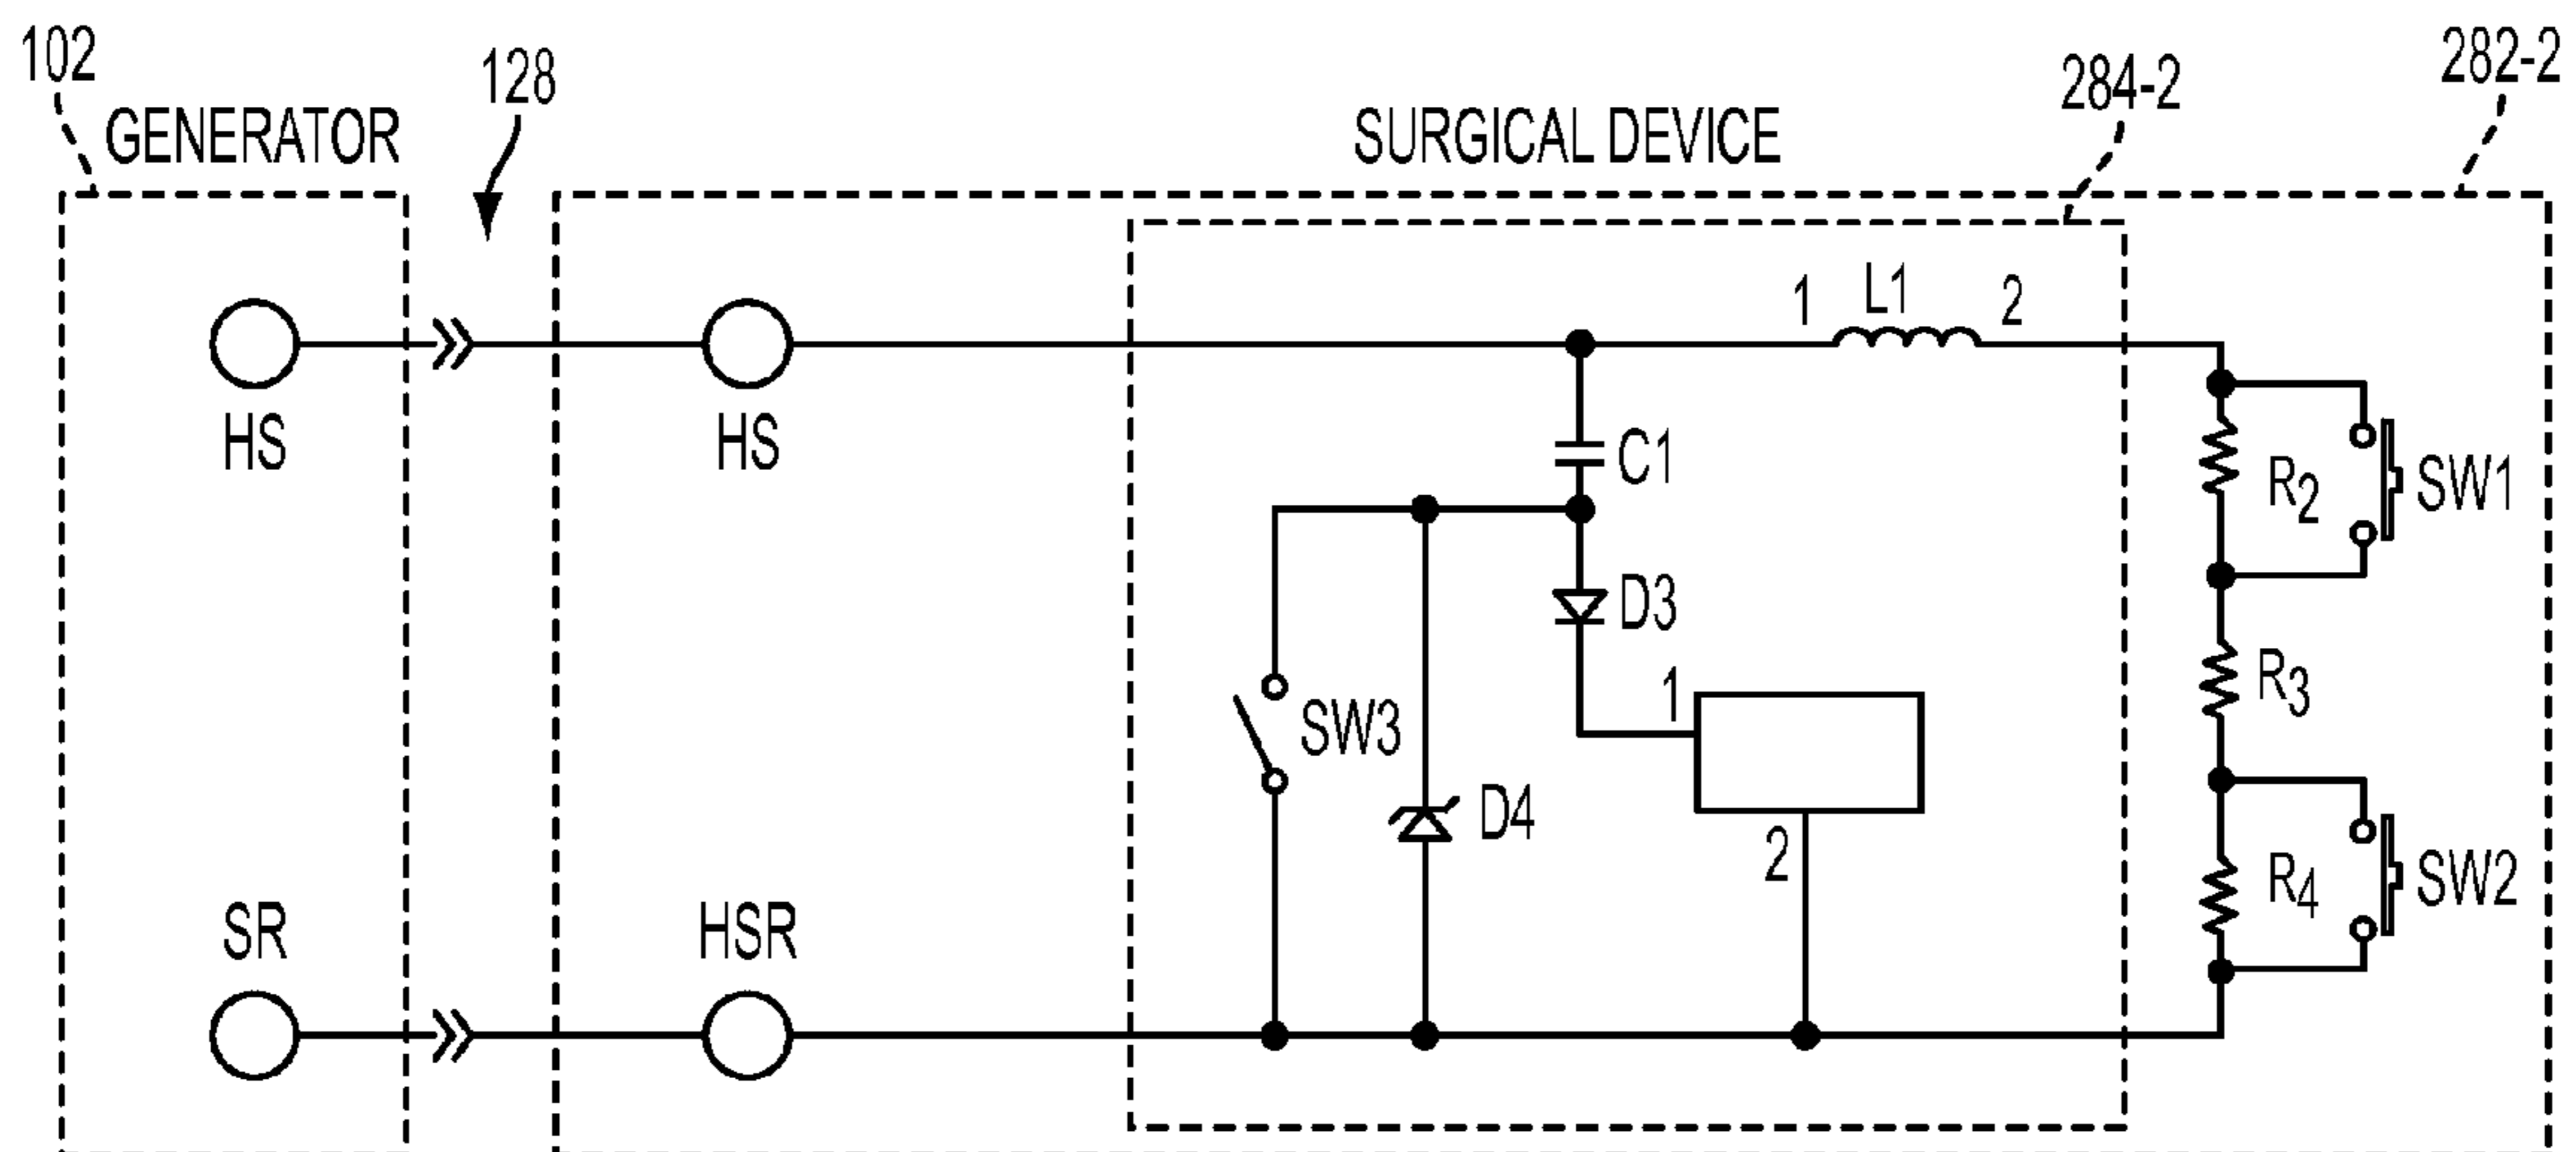 102
128
284-2
282-2
GENERATOR
SURGICAL DEVICE
1
L1
2
HS
HS
C1
R2
SW1
D3
1
R3
SW3
D4
2
R4
SW2
SR
HSR